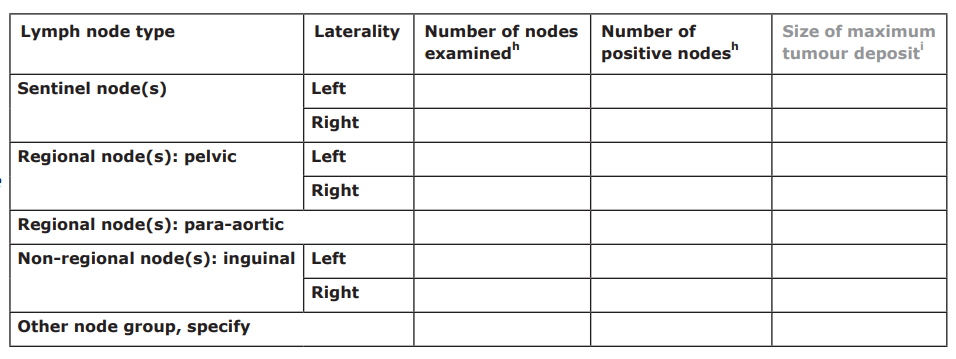 Lymph node type Laterality Number of nodes examinedʰ Number of positive nodesʰ Size of maximum tumour depositⁱ
Sentinel node(s) Left
Right
Regional node(s): pelvic Left
Right
Regional node(s): para-aortic
Non-regional node(s): inguinal Left
Right
Other node group, specify